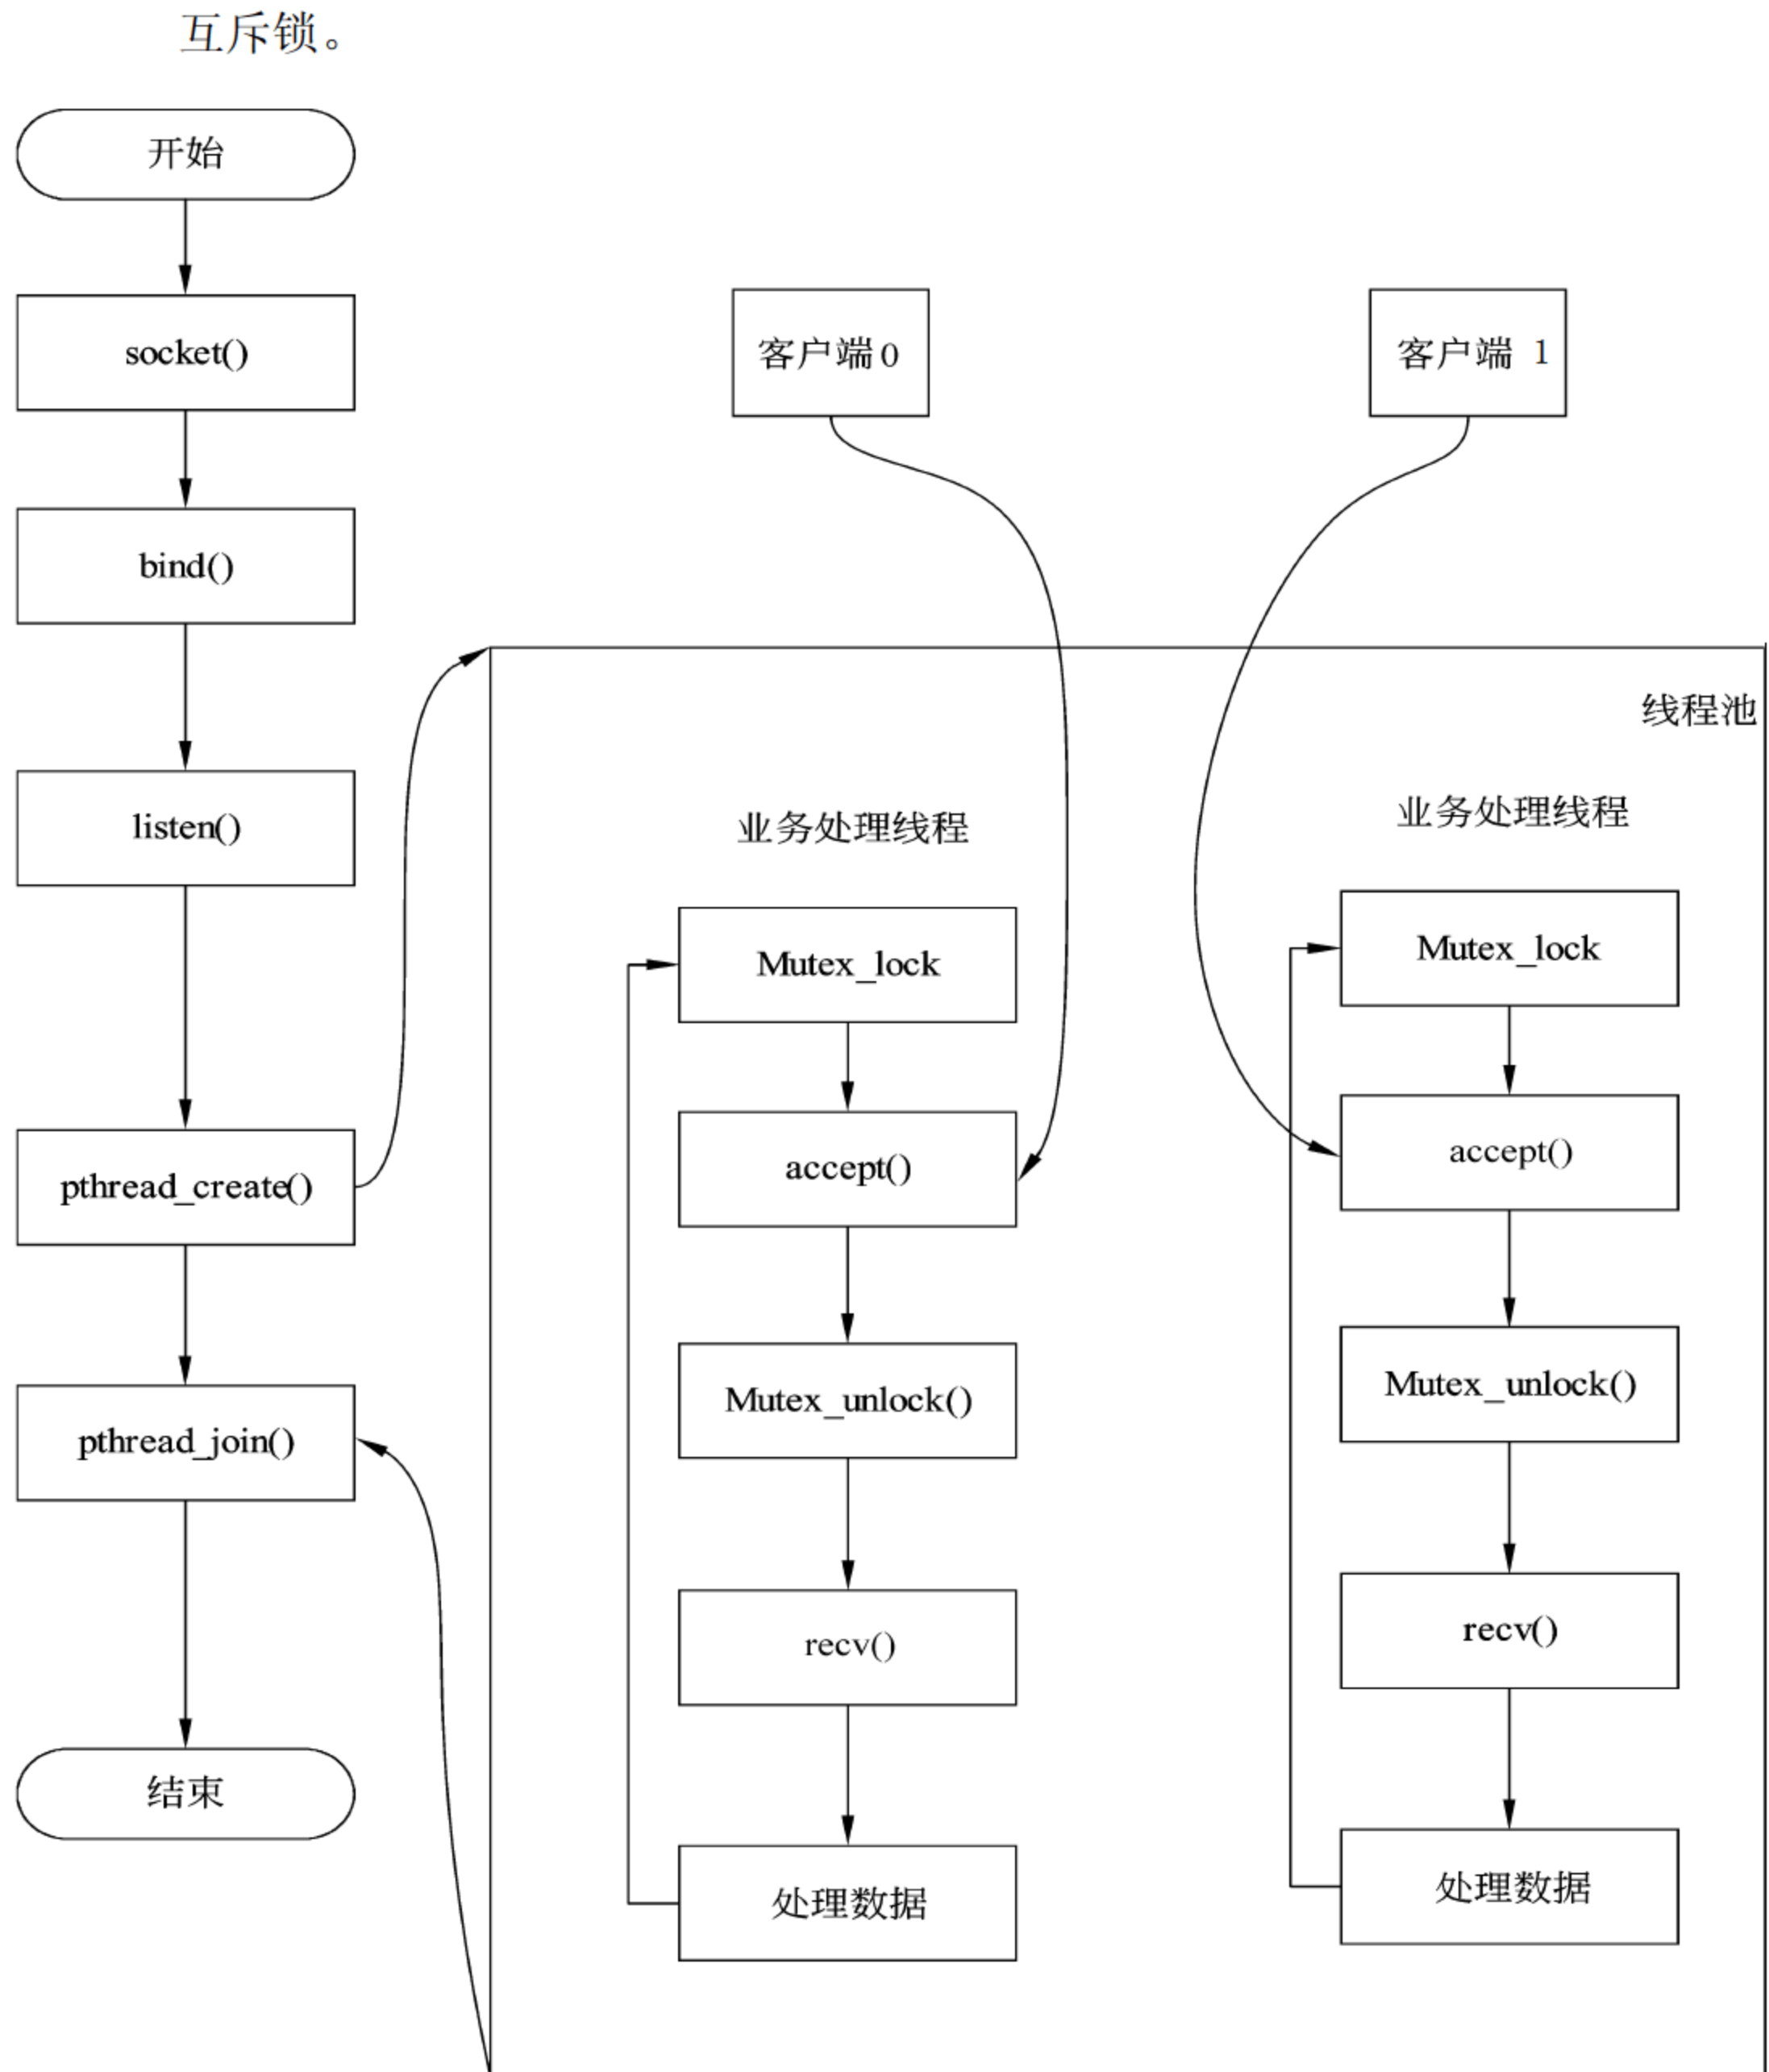 互斥锁。
开始
socket()
bind()
listen()
pthread_create()
pthread_join()
结束
客户端0
客户端 1
线程池
业务处理线程
Mutex_lock
accept()
Mutex_unlock()
recv()
处理数据
业务处理线程
Mutex_lock
accept()
Mutex_unlock()
recv()
处理数据